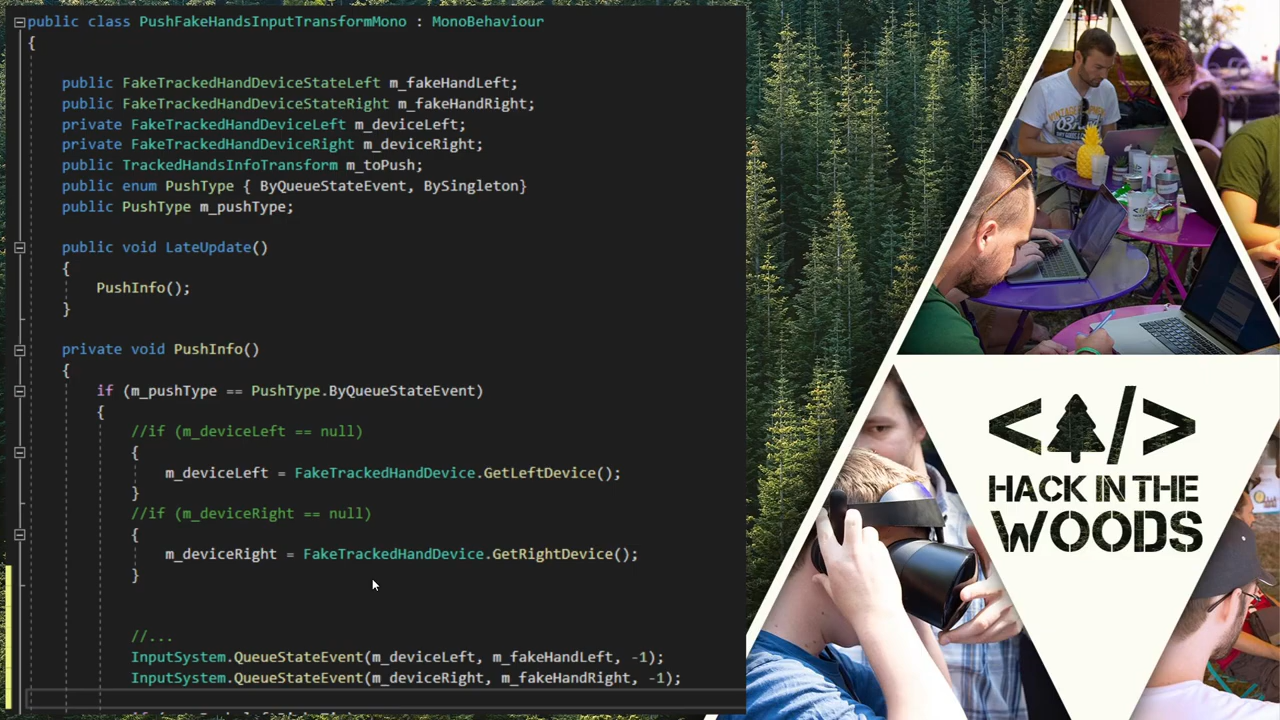 public class PushFakeHandsInputTransformMono : MonoBehaviour
{
public FakeTrackedHandDeviceStateLeft m_fakeHandLeft;
public FakeTrackedHandDeviceStateRight m_fakeHandRight;
private FakeTrackedHandDeviceLeft m_deviceLeft;
private FakeTrackedHandDeviceRight m_deviceRight;
public TrackedHandsInfoTransform m_toPush;
public enum PushType { ByQueueStateEvent, BySingleton}
public PushType m_pushType;
public void LateUpdate()
{
PushInfo();
}
private void PushInfo()
{
if (m_pushType == PushType.ByQueueStateEvent)
{
//if (m_deviceLeft == null)
{
m_deviceLeft = FakeTrackedHandDevice.GetLeftDevice();
}
//if (m_deviceRight == null)
{
m_deviceRight = FakeTrackedHandDevice.GetRightDevice();
}
//...
InputSystem.QueueStateEvent(m_deviceLeft, m_fakeHandLeft, -1);
InputSystem.QueueStateEvent(m_deviceRight, m_fakeHandRight, -1);
HACK IN THE
WOODS